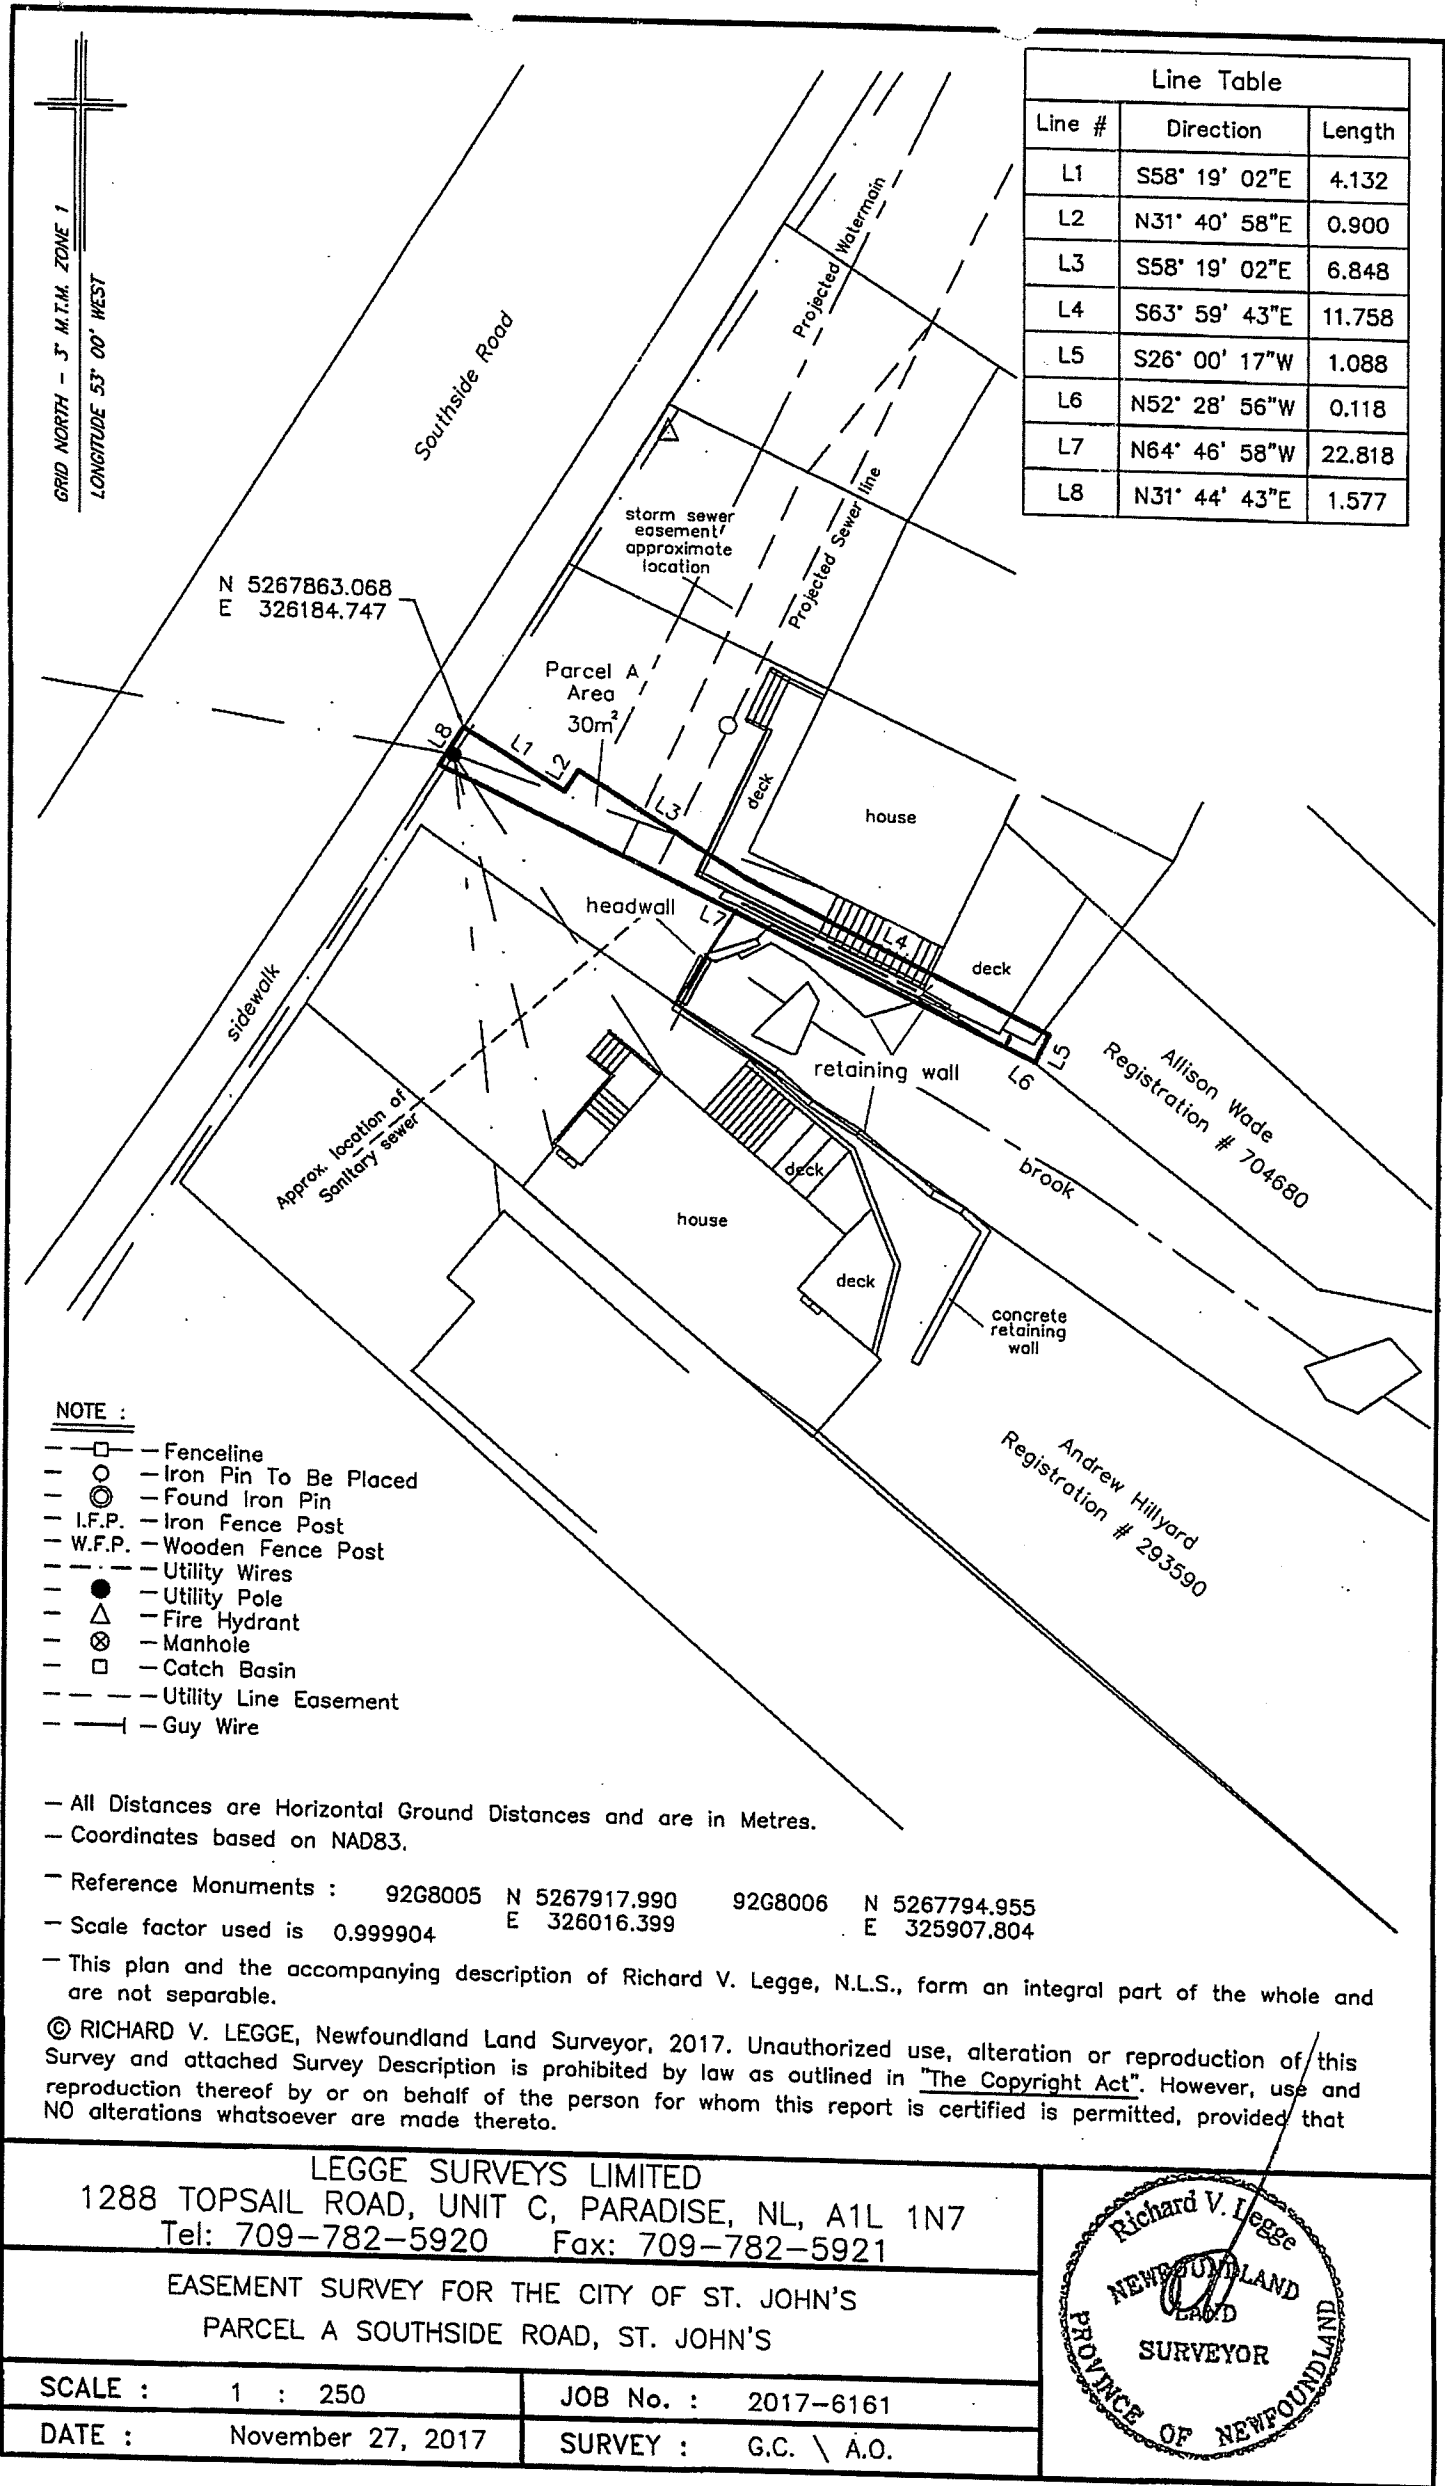 Line Table
Line # Direction Length
L1 S58° 19' 02"E 4.132
L2 N31° 40' 58"E 0.900
L3 S58° 19' 02"E 6.848
L4 S63° 59' 43"E 11.758
L5 S26° 00' 17"W 1.088
L6 N52° 28' 56"W 0.118
L7 N64° 46' 58"W 22.818
L8 N31° 44' 43"E 1.577
GRID NORTH - 3° M.T.M. ZONE 1
LONGITUDE 53° 00' WEST
Southside Road
Projected Watermain
Projected Sewer line
storm sewer
easement/
approximate
location
N 5267863.068
E 326184.747
Parcel A
Area
30m²
L8
L1
L2
L3
deck
house
headwall
L7
L4
deck
sidewalk
retaining wall
L6
L5
Allison Wade
Registration # 704680
Approx. location of
Sanitary sewer
deck
brook
house
deck
concrete
retaining
wall
Andrew Hillyard
Registration # 293590
NOTE :
- Fenceline
- Iron Pin To Be Placed
- Found Iron Pin
- I.F.P. - Iron Fence Post
- W.F.P. - Wooden Fence Post
- Utility Wires
- Utility Pole
- Fire Hydrant
- Manhole
- Catch Basin
- Utility Line Easement
- Guy Wire
- All Distances are Horizontal Ground Distances and are in Metres.
- Coordinates based on NAD83.
- Reference Monuments : 92G8005 N 5267917.990 92G8006 N 5267794.955
E 326016.399 E 325907.804
- Scale factor used is 0.999904
- This plan and the accompanying description of Richard V. Legge, N.L.S., form an integral part of the whole and
are not separable.
© RICHARD V. LEGGE, Newfoundland Land Surveyor, 2017. Unauthorized use, alteration or reproduction of this
Survey and attached Survey Description is prohibited by law as outlined in "The Copyright Act". However, use and
reproduction thereof by or on behalf of the person for whom this report is certified is permitted, provided that
NO alterations whatsoever are made thereto.
LEGGE SURVEYS LIMITED
1288 TOPSAIL ROAD, UNIT C, PARADISE, NL, A1L 1N7
Tel: 709-782-5920 Fax: 709-782-5921
EASEMENT SURVEY FOR THE CITY OF ST. JOHN'S
PARCEL A SOUTHSIDE ROAD, ST. JOHN'S
SCALE : 1 : 250
JOB No. : 2017-6161
DATE : November 27, 2017
SURVEY : G.C. \ A.O.
Richard V. Legge
NEWFOUNDLAND
LAND
SURVEYOR
PROVINCE OF NEWFOUNDLAND